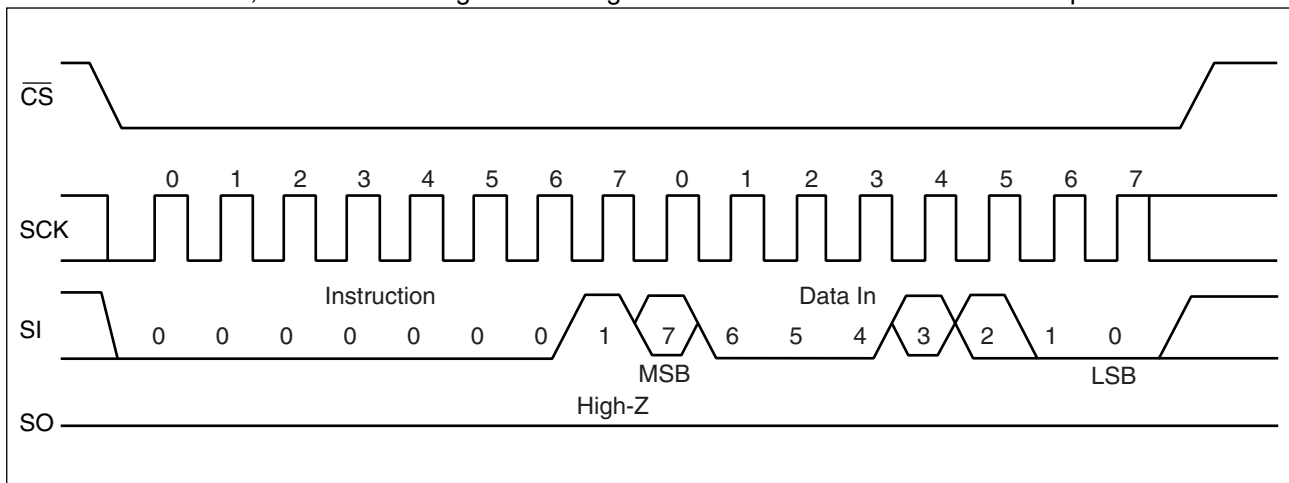 CS
0 1 2 3 4 5 6 7 0 1 2 3 4 5 6 7
SCK
Instruction Data In
SI 0 0 0 0 0 0 0 1 7 6 5 4 3 2 1 0
MSB LSB
High-Z
SO